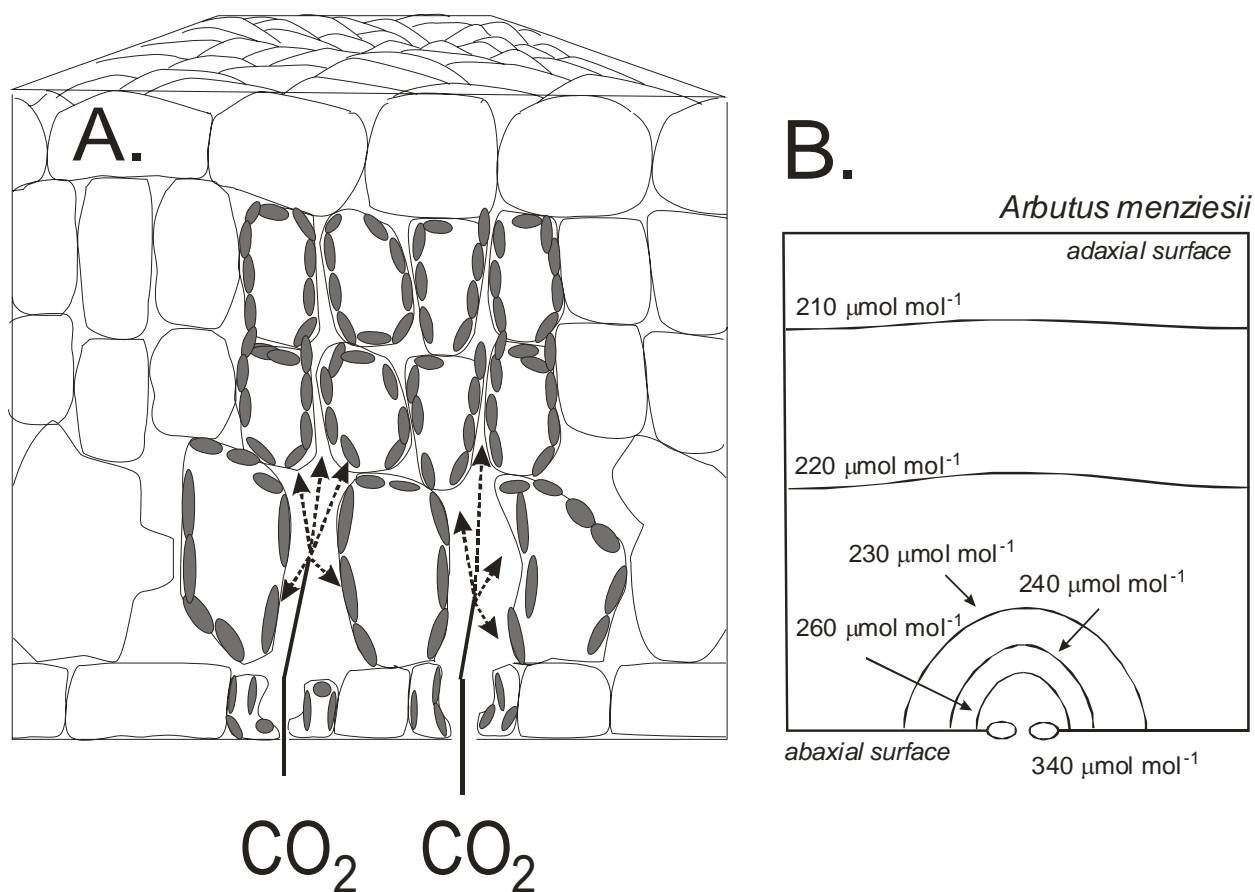 A.
CO₂ CO₂
B.
Arbutus menziesii
adaxial surface
210 μmol mol⁻¹
220 μmol mol⁻¹
230 μmol mol⁻¹
240 μmol mol⁻¹
260 μmol mol⁻¹
abaxial surface
340 μmol mol⁻¹